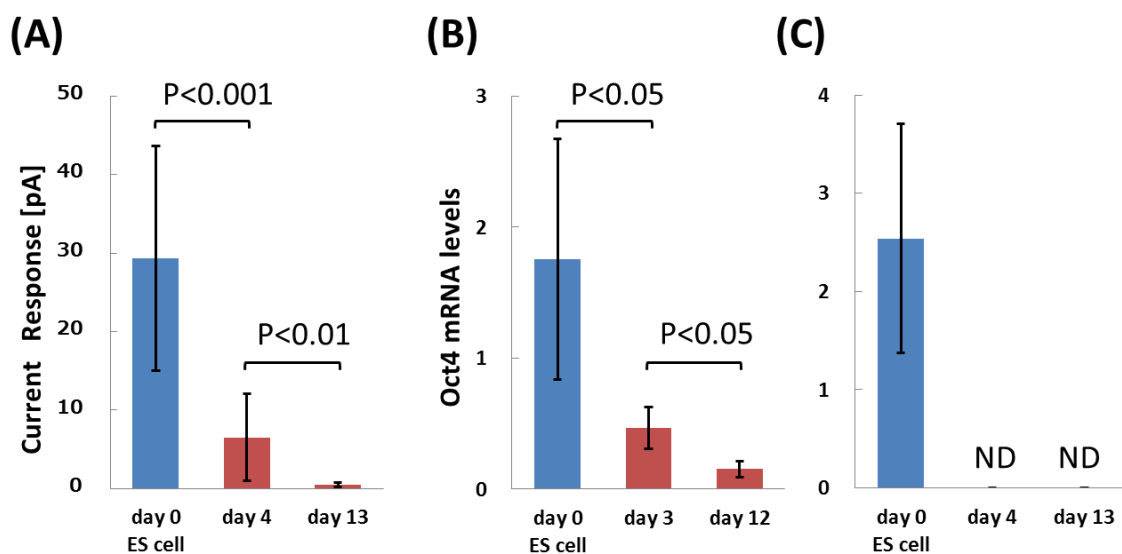 (A)
(B)
(C)
Current Response [pA]
50
40
30
20
10
0
P<0.001
P<0.01
day 0
ES cell
day 4
day 13
Oct4 mRNA levels
3
2
1
0
P<0.05
P<0.05
day 0
ES cell
day 3
day 12
4
3
2
1
0
ND
ND
day 0
ES cell
day 4
day 13